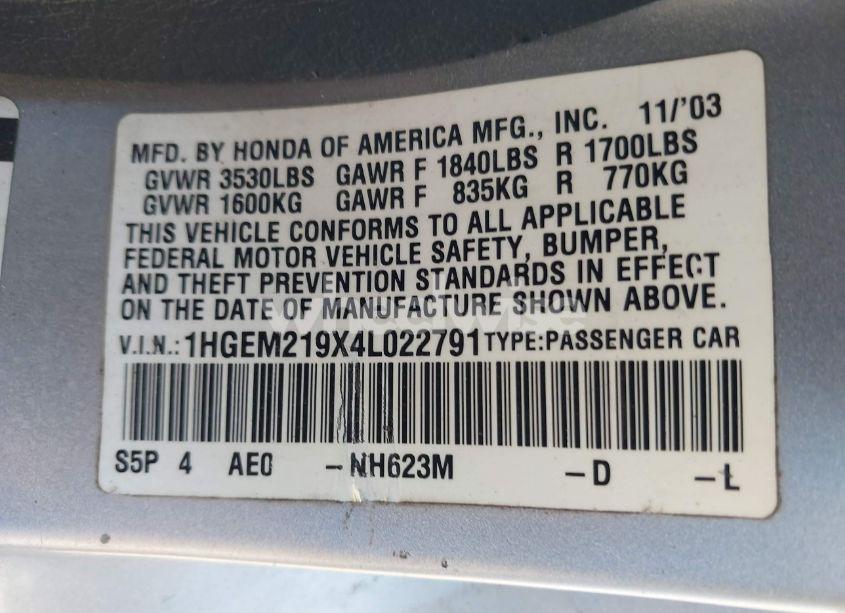 MFD. BY HONDA OF AMERICA MFG., INC. 11/'03
GVWR 3530LBS GAWR F 1840LBS R 1700LBS
GVWR 1600KG GAWR F 835KG R 770KG
THIS VEHICLE CONFORMS TO ALL APPLICABLE
FEDERAL MOTOR VEHICLE SAFETY, BUMPER,
AND THEFT PREVENTION STANDARDS IN EFFECT
ON THE DATE OF MANUFACTURE SHOWN ABOVE.
V.I.N.: 1HGEM219X4L022791 TYPE:PASSENGER CAR
S5P 4 AE0 -NH623M -D -L